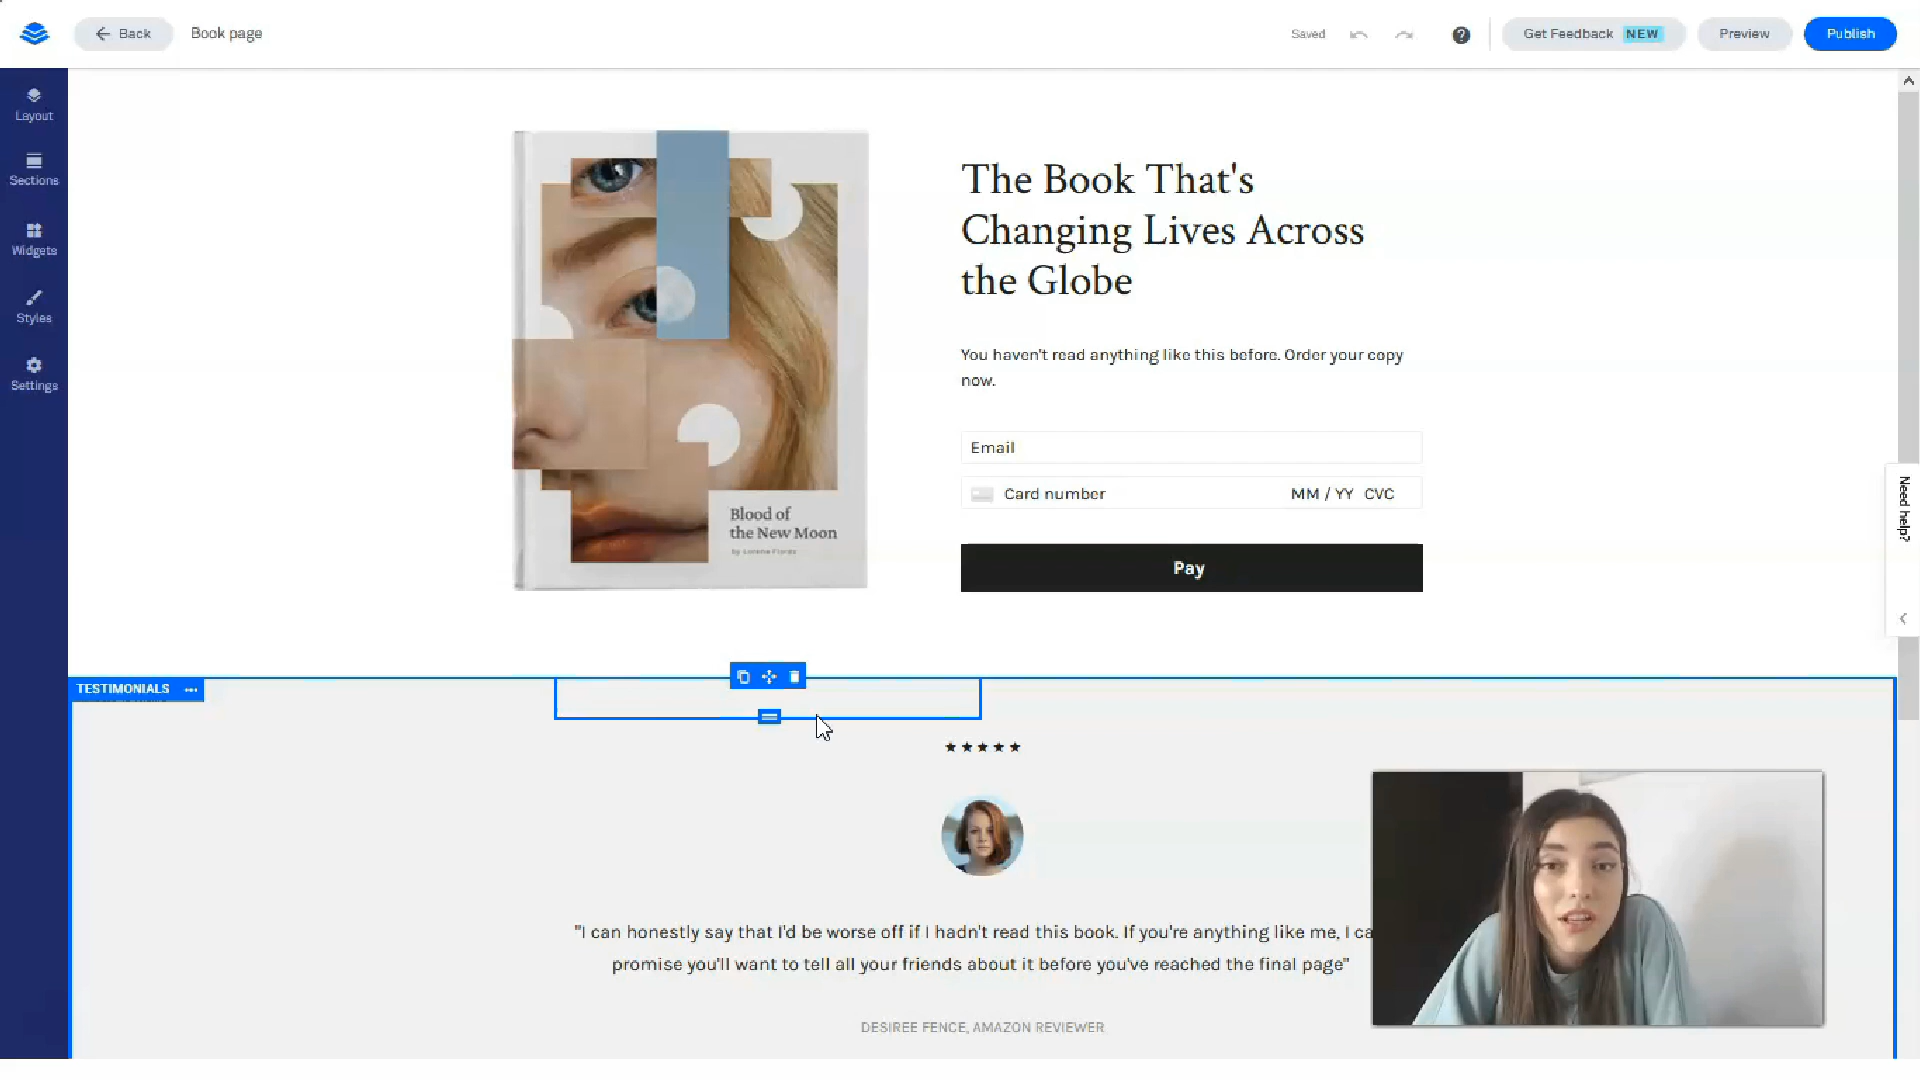 Back
Book page
Saved
Get Feedback NEW
Preview
Publish
Layout
Sections
Widgets
Styles
Settings
The Book That's
Changing Lives Across
the Globe
You haven't read anything like this before. Order your copy
now.
Email
Card number MM / YY CVC
Pay
Blood of
the New Moon
Need help?
TESTIMONIALS
★★★★★
"I can honestly say that I'd be worse off if I hadn't read this book. If you're anything like me, I ca
promise you'll want to tell all your friends about it before you've reached the final page"
DESIREE FENCE, AMAZON REVIEWER